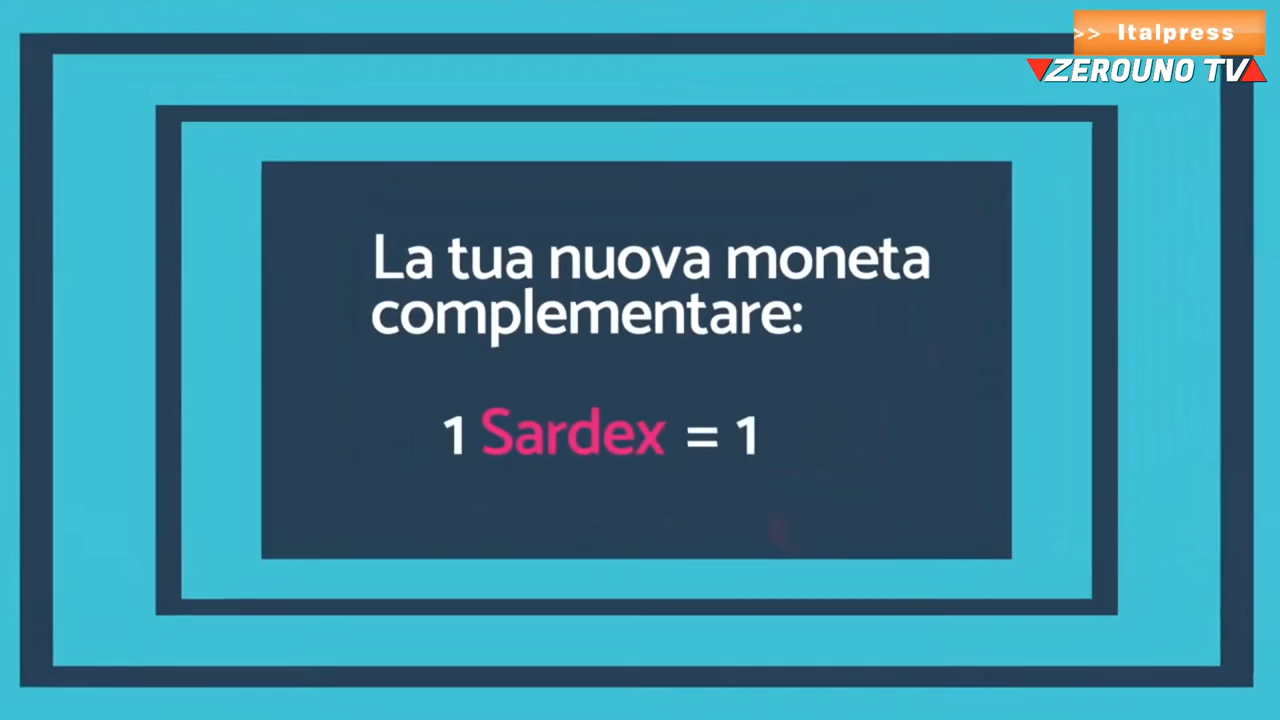 >> Italpress
ZEROUNO TV
La tua nuova moneta
complementare:
1 Sardex = 1